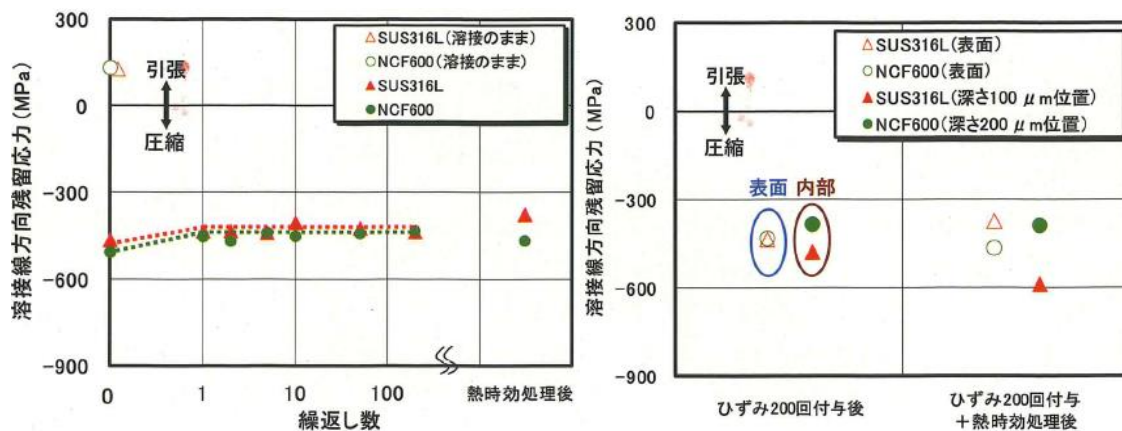 溶接線方向残留応力 (MPa)
300
0
-300
-600
-900
引張
圧縮
△ SUS316L(溶接のまま)
○ NCF600(溶接のまま)
▲ SUS316L
● NCF600
0
1
10
100
熱時効処理後
繰返し数
溶接線方向残留応力 (MPa)
300
0
-300
-600
-900
引張
圧縮
△ SUS316L(表面)
○ NCF600(表面)
▲ SUS316L(深さ100 μm位置)
● NCF600(深さ200 μm位置)
表面
内部
ひずみ200回付与後
ひずみ200回付与
+熱時効処理後